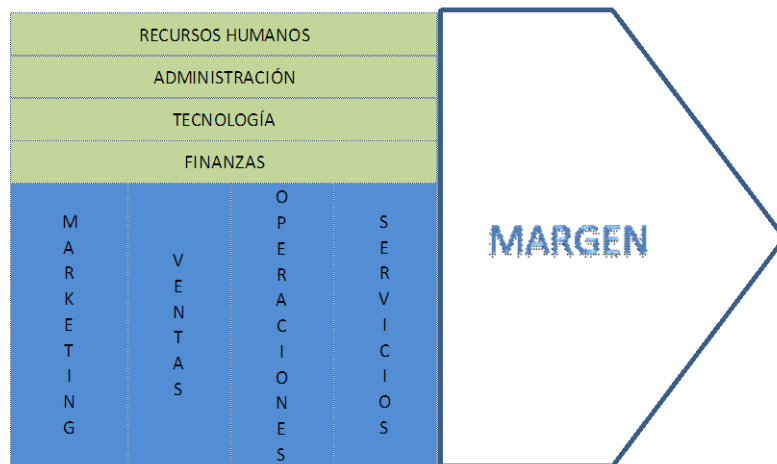 RECURSOS HUMANOS
ADMINISTRACIÓN
TECNOLOGÍA
FINANZAS
MARKETING
VENTAS
OPERACIONES
SERVICIOS
MARGEN